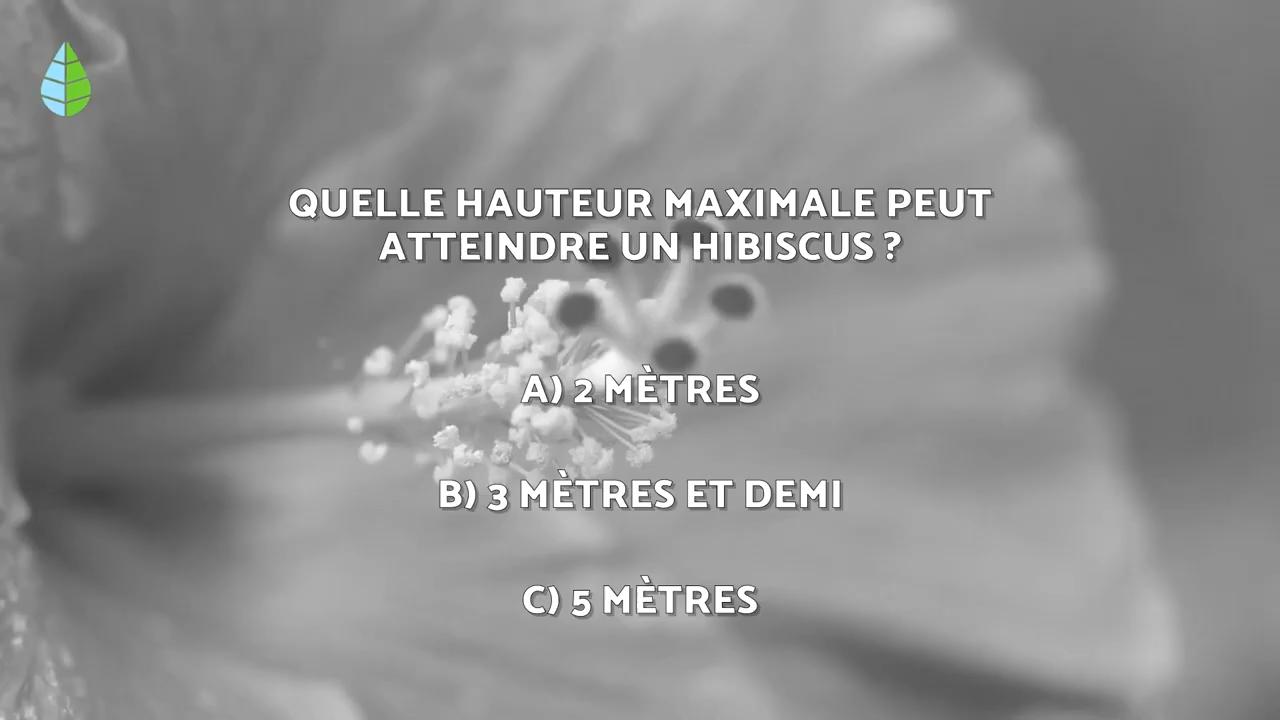 QUELLE HAUTEUR MAXIMALE PEUT
ATTEINDRE UN HIBISCUS ?
A) 2 MÈTRES
B) 3 MÈTRES ET DEMI
C) 5 MÈTRES